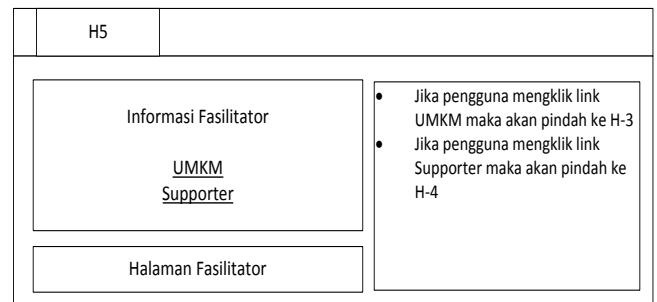 H5
Informasi Fasilitator
UMKM
Supporter
Halaman Fasilitator
• Jika pengguna mengklik link
UMKM maka akan pindah ke H-3
• Jika pengguna mengklik link
Supporter maka akan pindah ke
H-4